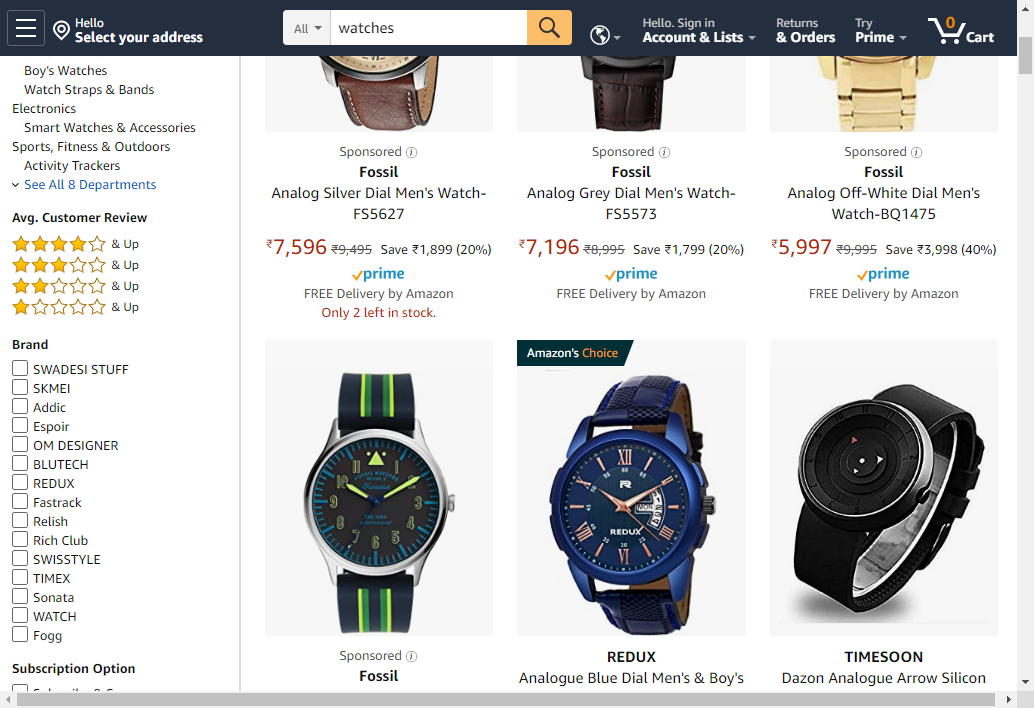 Hello
Select your address
All
watches
Hello. Sign in
Account & Lists
Returns
& Orders
Try
Prime
0
Cart
Boy's Watches
Watch Straps & Bands
Electronics
Smart Watches & Accessories
Sports, Fitness & Outdoors
Activity Trackers
See All 8 Departments
Avg. Customer Review
& Up
& Up
& Up
& Up
Brand
SWADESI STUFF
SKMEI
Addic
Espoir
OM DESIGNER
BLUTECH
REDUX
Fastrack
Relish
Rich Club
SWISSTYLE
TIMEX
Sonata
WATCH
Fogg
Subscription Option
Sponsored
Fossil
Analog Silver Dial Men's Watch-
FS5627
₹7,596 ₹9,495 Save ₹1,899 (20%)
prime
FREE Delivery by Amazon
Only 2 left in stock.
Sponsored
Fossil
Analog Grey Dial Men's Watch-
FS5573
₹7,196 ₹8,995 Save ₹1,799 (20%)
prime
FREE Delivery by Amazon
Sponsored
Fossil
Analog Off-White Dial Men's
Watch-BQ1475
₹5,997 ₹9,995 Save ₹3,998 (40%)
prime
FREE Delivery by Amazon
Sponsored
Fossil
Amazon's Choice
REDUX
REDUX
Analogue Blue Dial Men's & Boy's
TIMESOON
Dazon Analogue Arrow Silicon